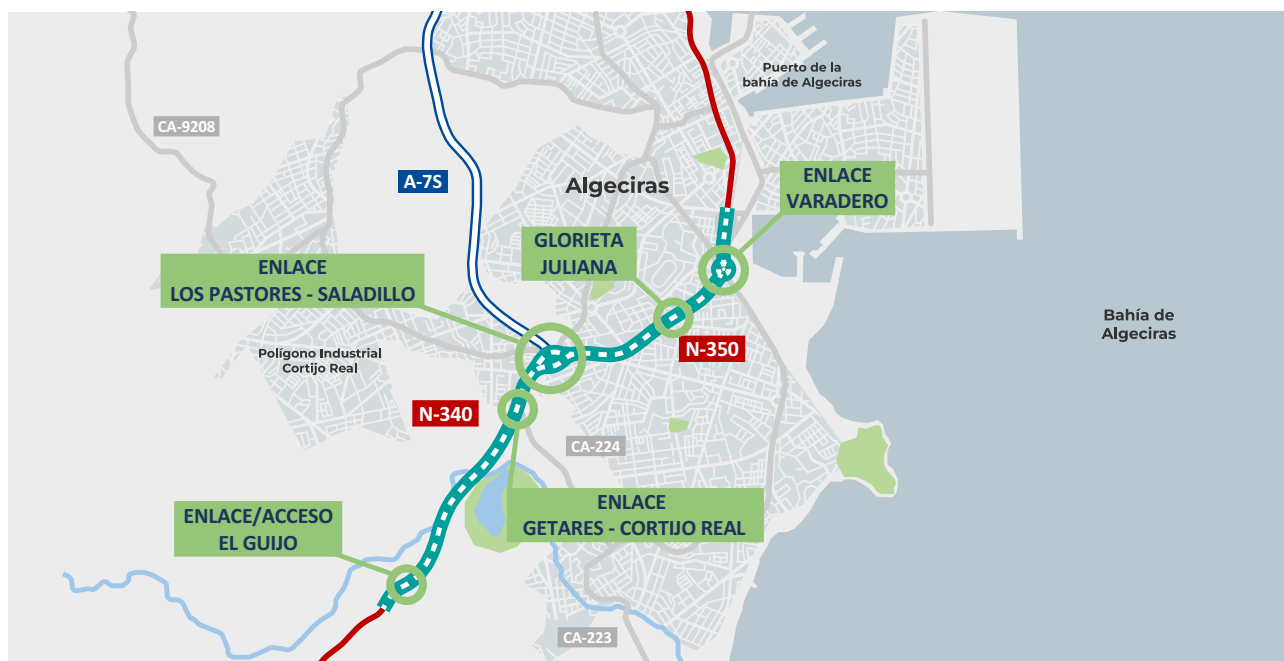 Puerto de la
bahía de Algeciras
CA-9208
A-7S
Algeciras
ENLACE
VARADERO
GLORIETA
JULIANA
ENLACE
LOS PASTORES - SALADILLO
Bahía de
Algeciras
N-350
Polígono Industrial
Cortijo Real
N-340
CA-224
ENLACE
GETARES - CORTIJO REAL
ENLACE/ACCESO
EL GUIJO
CA-223